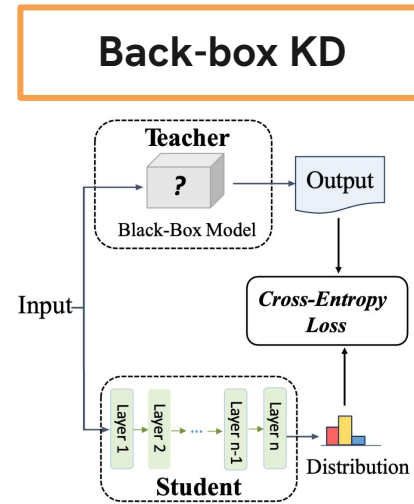 Back-box KD
Teacher
?
Output
Black-Box Model
Input
Cross-Entropy
Loss
Layer 1
Layer 2
...
Layer n-1
Layer n
Distribution
Student